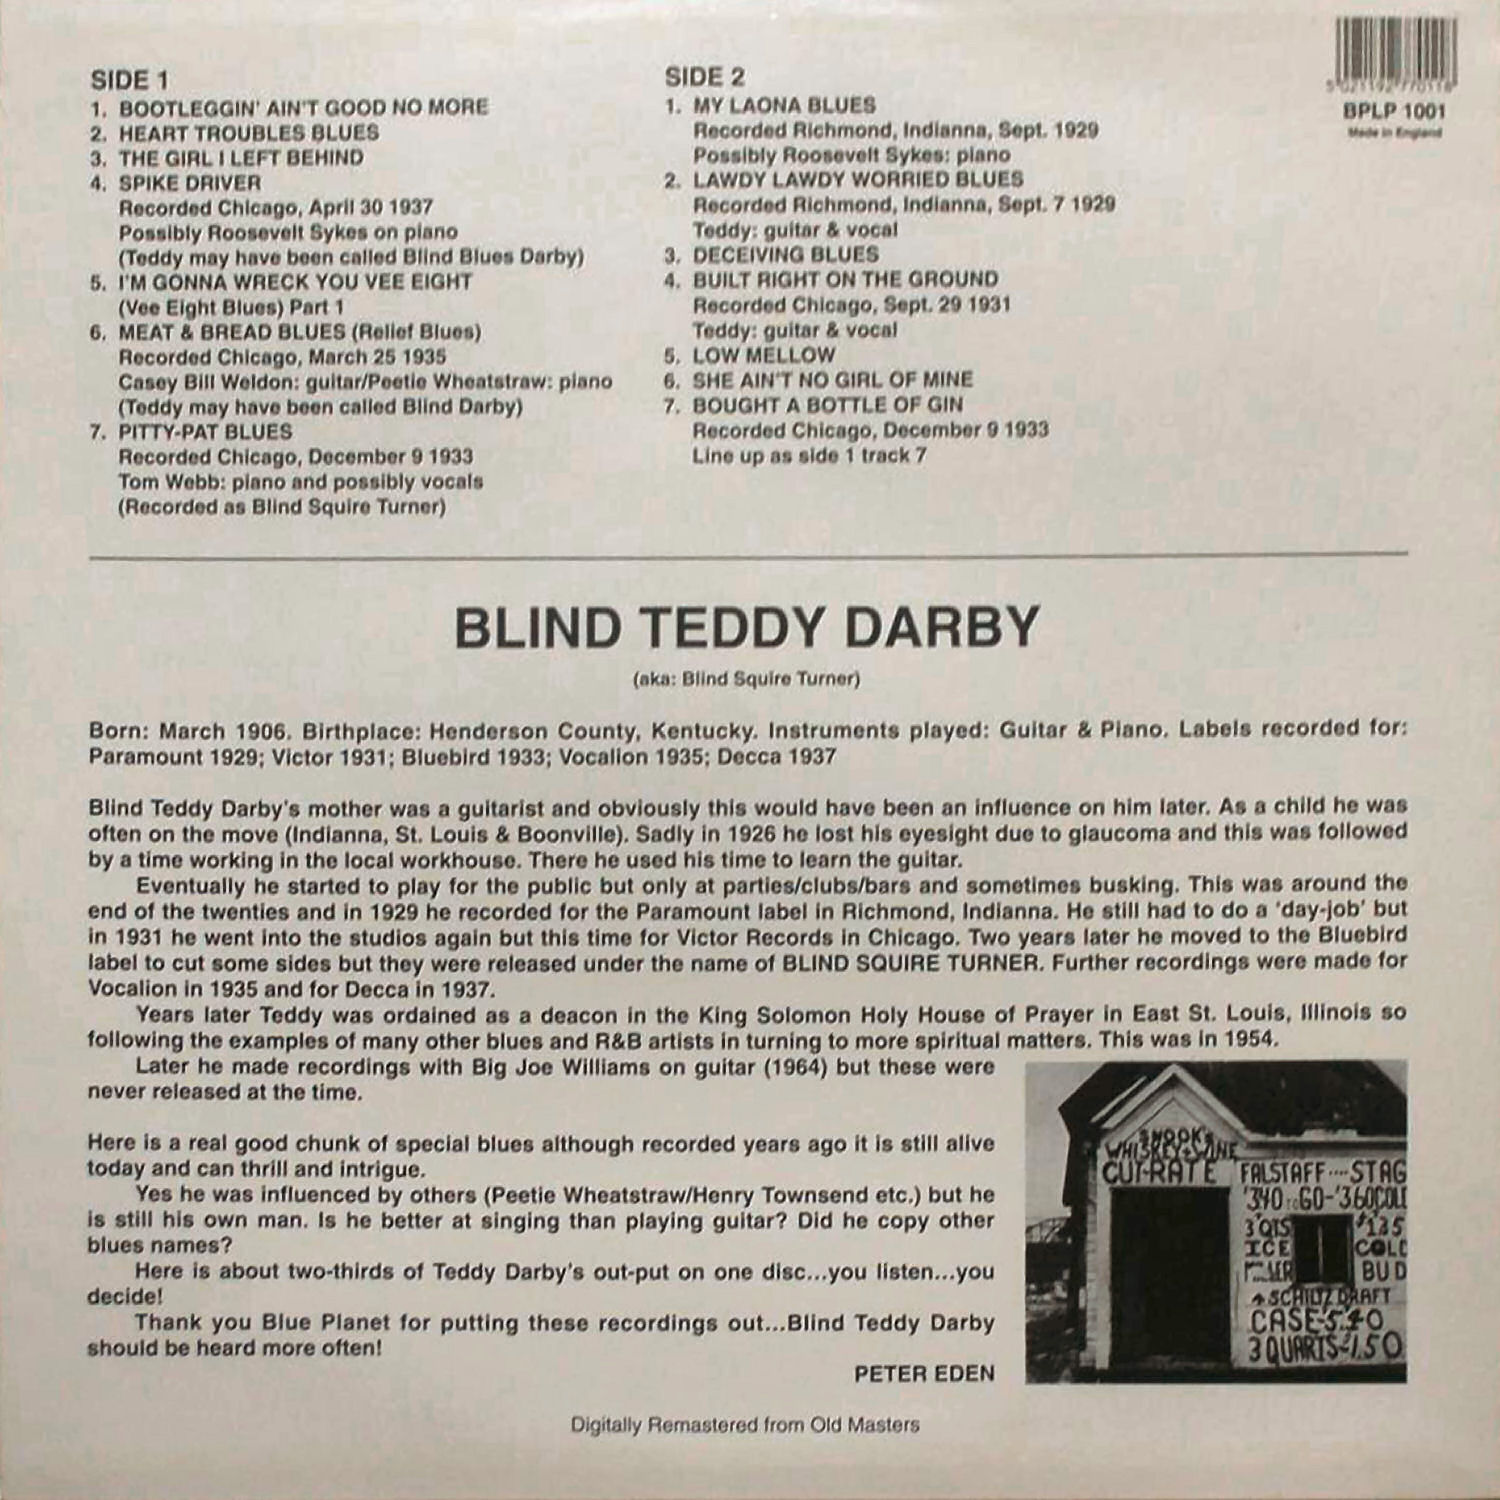 SIDE 1
1. BOOTLEGGIN' AIN'T GOOD NO MORE
2. HEART TROUBLES BLUES
3. THE GIRL I LEFT BEHIND
4. SPIKE DRIVER
Recorded Chicago, April 30 1937
Possibly Roosevelt Sykes on piano
(Teddy may have been called Blind Blues Darby)
5. I'M GONNA WRECK YOU VEE EIGHT
(Vee Eight Blues) Part 1
6. MEAT & BREAD BLUES (Relief Blues)
Recorded Chicago, March 25 1935
Casey Bill Weldon: guitar/Peetie Wheatstraw: piano
(Teddy may have been called Blind Darby)
7. PITTY-PAT BLUES
Recorded Chicago, December 9 1933
Tom Webb: piano and possibly vocals
(Recorded as Blind Squire Turner)
SIDE 2
1. MY LAONA BLUES
Recorded Richmond, Indianna, Sept. 1929
Possibly Roosevelt Sykes: piano
2. LAWDY LAWDY WORRIED BLUES
Recorded Richmond, Indianna, Sept. 7 1929
Teddy: guitar & vocal
3. DECEIVING BLUES
4. BUILT RIGHT ON THE GROUND
Recorded Chicago, Sept. 29 1931
Teddy: guitar & vocal
5. LOW MELLOW
6. SHE AIN'T NO GIRL OF MINE
7. BOUGHT A BOTTLE OF GIN
Recorded Chicago, December 9 1933
Line up as side 1 track 7
BPLP 1001
Made in England
BLIND TEDDY DARBY
(aka: Blind Squire Turner)
Born: March 1906. Birthplace: Henderson County, Kentucky. Instruments played: Guitar & Piano. Labels recorded for:
Paramount 1929; Victor 1931; Bluebird 1933; Vocalion 1935; Decca 1937
Blind Teddy Darby's mother was a guitarist and obviously this would have been an influence on him later. As a child he was
often on the move (Indianna, St. Louis & Boonville). Sadly in 1926 he lost his eyesight due to glaucoma and this was followed
by a time working in the local workhouse. There he used his time to learn the guitar.
Eventually he started to play for the public but only at parties/clubs/bars and sometimes busking. This was around the
end of the twenties and in 1929 he recorded for the Paramount label in Richmond, Indianna. He still had to do a 'day-job' but
in 1931 he went into the studios again but this time for Victor Records in Chicago. Two years later he moved to the Bluebird
label to cut some sides but they were released under the name of BLIND SQUIRE TURNER. Further recordings were made for
Vocalion in 1935 and for Decca in 1937.
Years later Teddy was ordained as a deacon in the King Solomon Holy House of Prayer in East St. Louis, Illinois so
following the examples of many other blues and R&B artists in turning to more spiritual matters. This was in 1954.
Later he made recordings with Big Joe Williams on guitar (1964) but these were
never released at the time.
Here is a real good chunk of special blues although recorded years ago it is still alive
today and can thrill and intrigue.
Yes he was influenced by others (Peetie Wheatstraw/Henry Townsend etc.) but he
is still his own man. Is he better at singing than playing guitar? Did he copy other
blues names?
Here is about two-thirds of Teddy Darby's out-put on one disc...you listen...you
decide!
Thank you Blue Planet for putting these recordings out...Blind Teddy Darby
should be heard more often!
PETER EDEN
SNOOK'S
WHISKEY & WINE
CUT-RATE
FALSTAFF····STAG
3 QTS
ICE
COLD
BUD
SCHILTZ DRAFT
CASE
3 QUARTS-1.50
Digitally Remastered from Old Masters